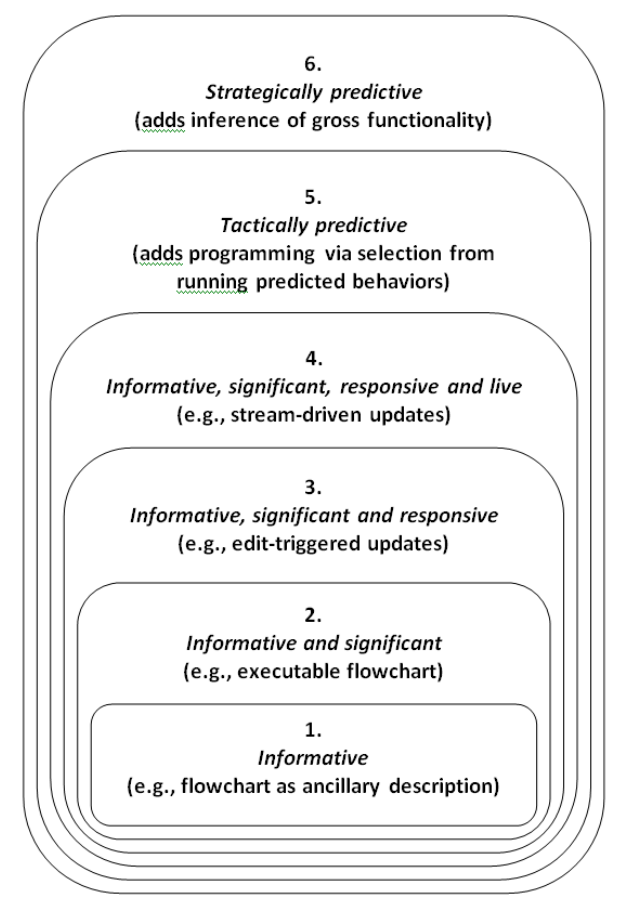 6.
Strategically predictive
(adds inference of gross functionality)
5.
Tactically predictive
(adds programming via selection from
running predicted behaviors)
4.
Informative, significant, responsive and live
(e.g., stream-driven updates)
3.
Informative, significant and responsive
(e.g., edit-triggered updates)
2.
Informative and significant
(e.g., executable flowchart)
1.
Informative
(e.g., flowchart as ancillary description)